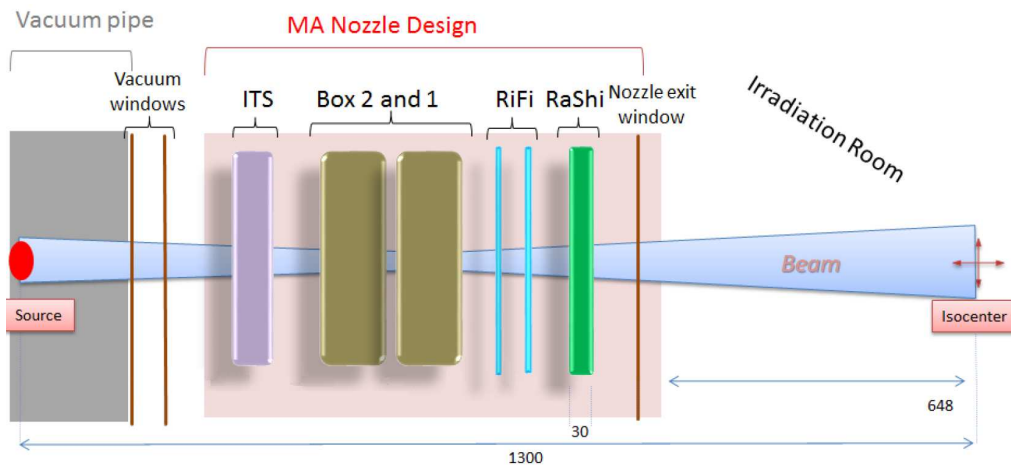 Vacuum pipe
MA Nozzle Design
Vacuum
windows
ITS
Box 2 and 1
RiFi
RaShi
Nozzle exit
window
Irradiation Room
Beam
Source
Isocenter
648
30
1300